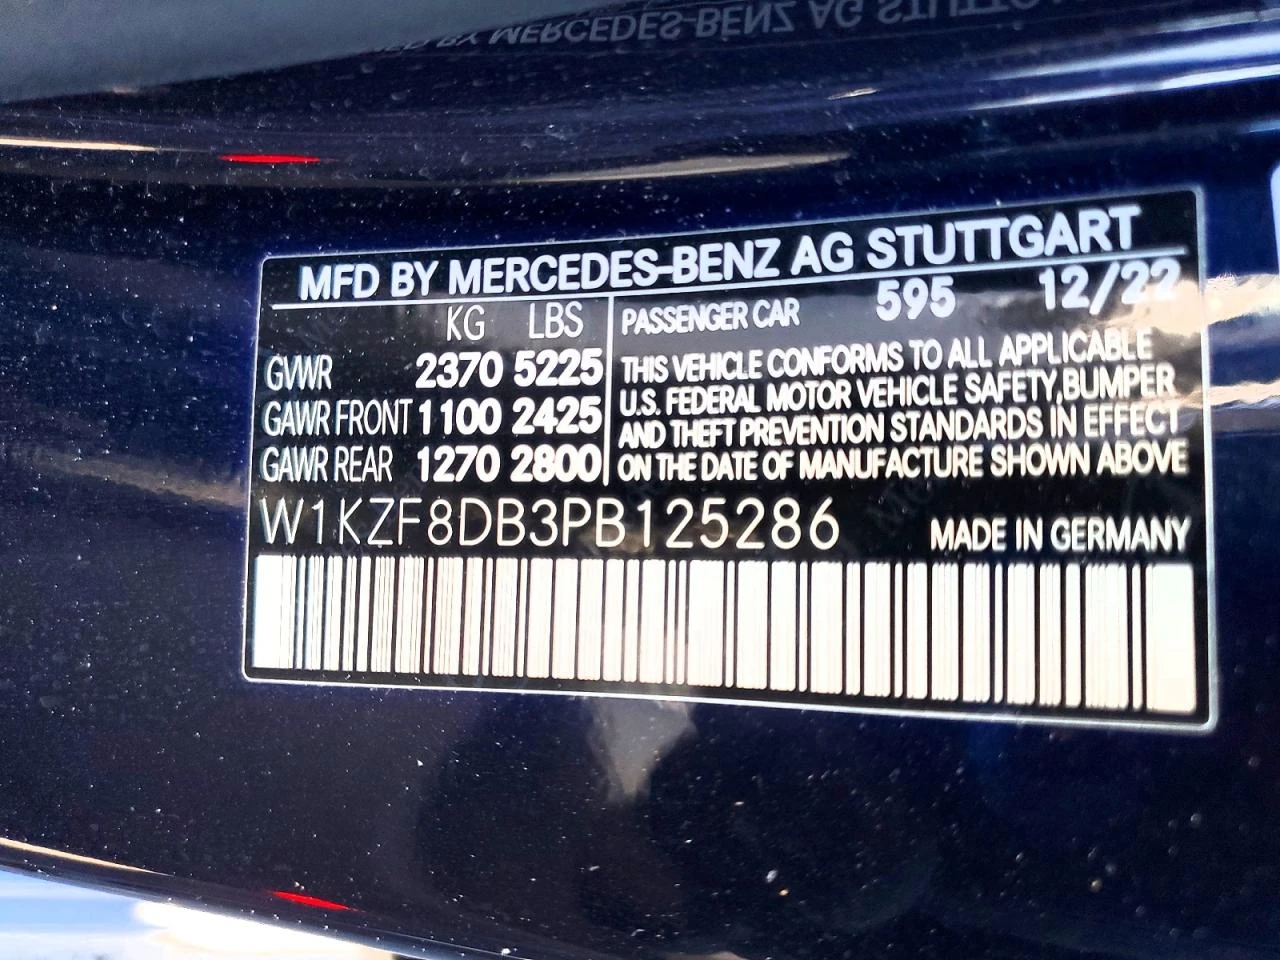 MFD BY MERCEDES-BENZ AG STUTTGART
KG LBS
GVWR 2370 5225
GAWR FRONT 1100 2425
GAWR REAR 1270 2800
PASSENGER CAR 595 12/22
THIS VEHICLE CONFORMS TO ALL APPLICABLE
U.S. FEDERAL MOTOR VEHICLE SAFETY, BUMPER
AND THEFT PREVENTION STANDARDS IN EFFECT
ON THE DATE OF MANUFACTURE SHOWN ABOVE
W1KZF8DB3PB125286 MADE IN GERMANY